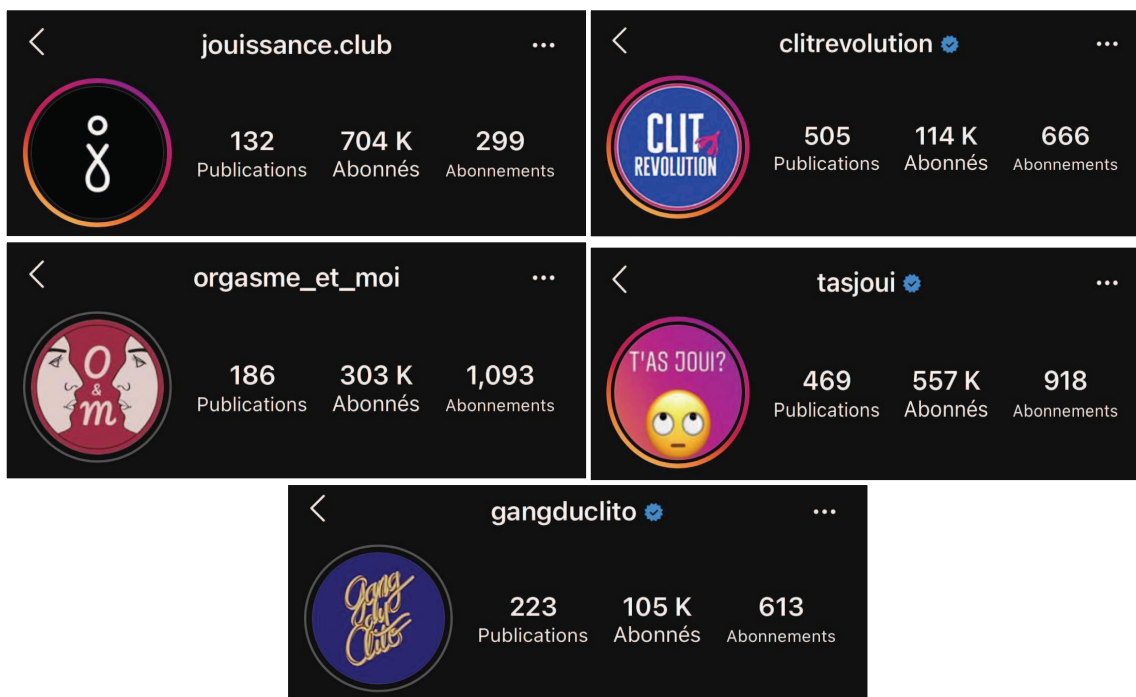 jouissance.club
132 704 K 299
Publications Abonnés Abonnements
clitrevolution
CLIT
REVOLUTION
505 114 K 666
Publications Abonnés Abonnements
orgasme_et_moi
O
&
m
186 303 K 1,093
Publications Abonnés Abonnements
tasjoui
T'AS JOUI?
469 557 K 918
Publications Abonnés Abonnements
gangduclito
Gang
du
Clito
223 105 K 613
Publications Abonnés Abonnements